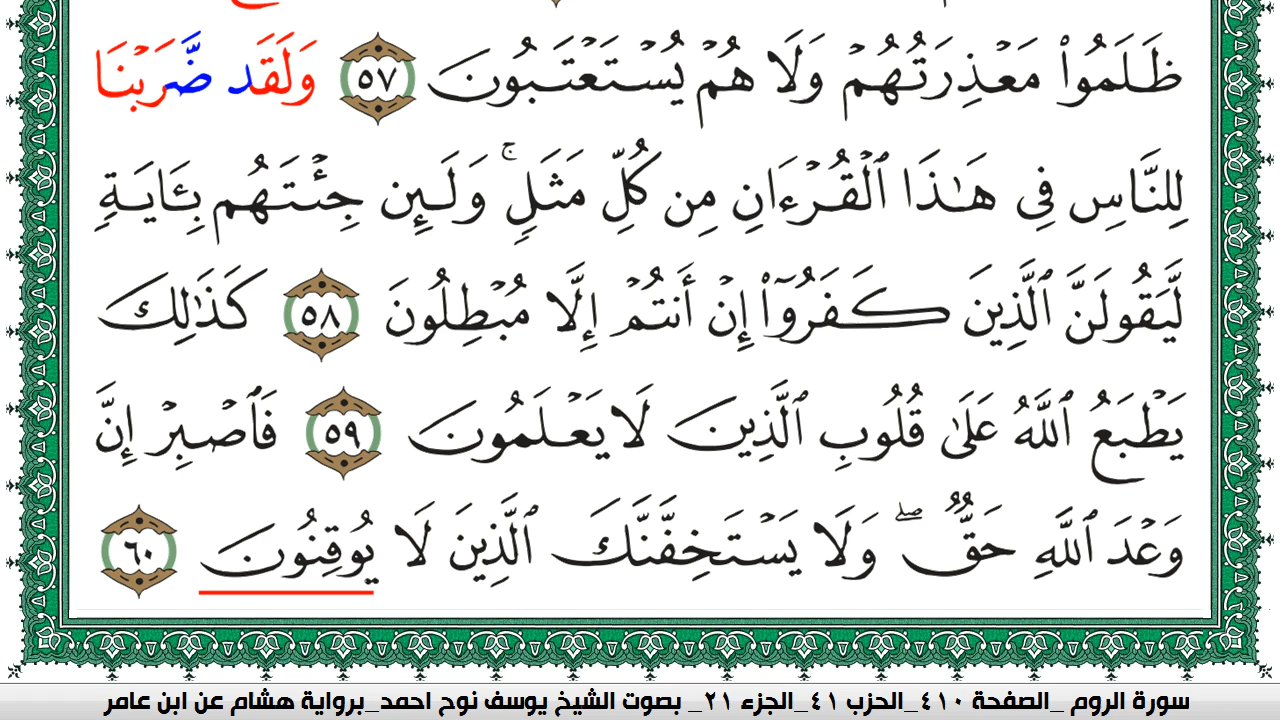 ظَلَمُواْ مَعْذِرَتُهُمْ وَلَا هُمْ يُسْتَعْتَبُونَ ٥٧ وَلَقَد ضَّرَبْنَا
لِلنَّاسِ فِي هَٰذَا ٱلْقُرْءَانِ مِن كُلِّ مَثَلٍۚ وَلَئِن جِئْتَهُم بِـَٔايَةٍ
لَّيَقُولَنَّ ٱلَّذِينَ كَفَرُوٓاْ إِنْ أَنتُمْ إِلَّا مُبْطِلُونَ ٥٨ كَذَٰلِكَ
يَطْبَعُ ٱللَّهُ عَلَىٰ قُلُوبِ ٱلَّذِينَ لَا يَعْلَمُونَ ٥٩ فَٱصْبِرْ إِنَّ
وَعْدَ ٱللَّهِ حَقٌّۖ وَلَا يَسْتَخِفَّنَّكَ ٱلَّذِينَ لَا يُوقِنُونَ ٦٠
سورة الروم _الصفحة ٤١٠_الحزب ٤١_الجزء ٢١_ بصوت الشيخ يوسف نوح احمد_برواية هشام عن ابن عامر